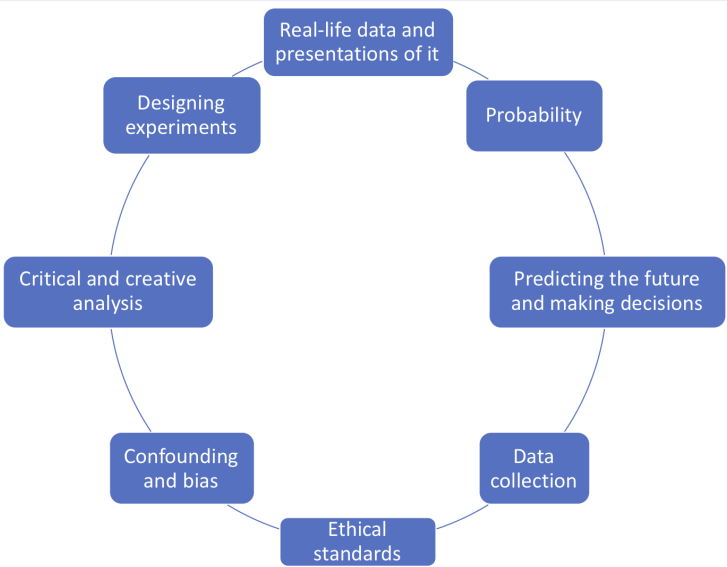 Real-life data and
presentations of it
Probability
Predicting the future
and making decisions
Data
collection
Ethical
standards
Confounding
and bias
Critical and creative
analysis
Designing
experiments